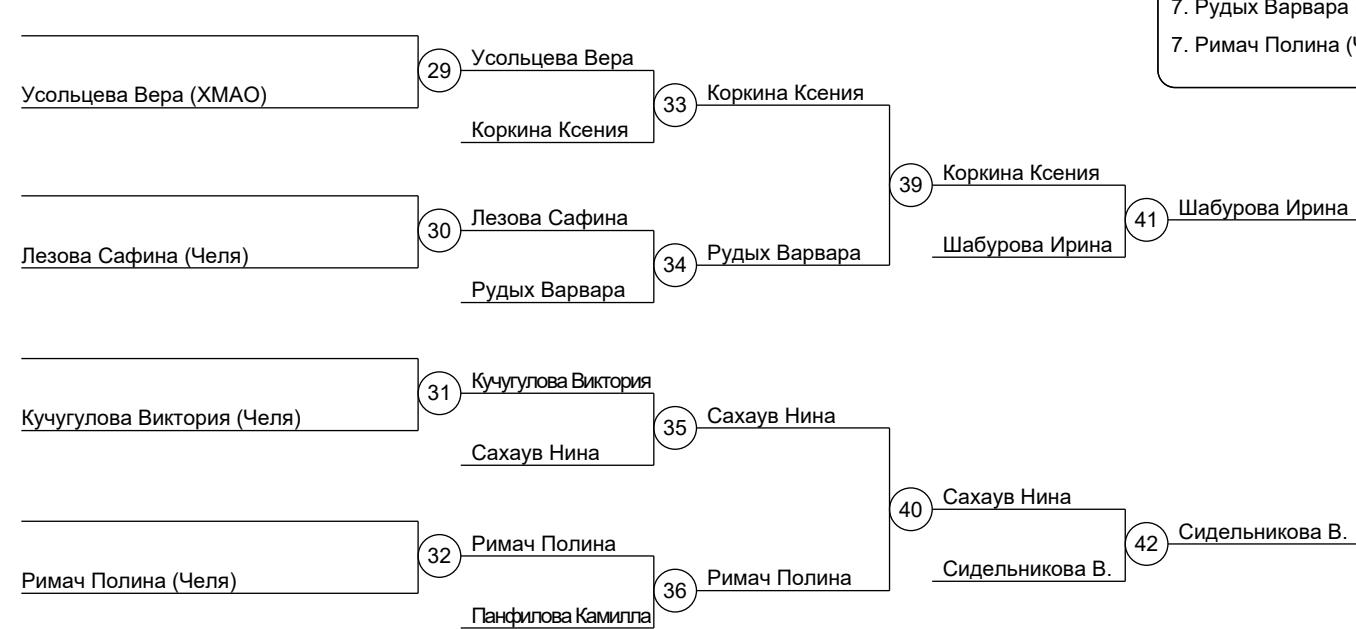 7. Рудых Варвара
7. Римач Полина (
29
Усольцева Вера
Усольцева Вера (ХМАО)
33
Коркина Ксения
Коркина Ксения
39
Коркина Ксения
30
Лезова Сафина
41
Шабурова Ирина
Шабурова Ирина
Лезова Сафина (Челя)
34
Рудых Варвара
Рудых Варвара
31
Кучугулова Виктория
Кучугулова Виктория (Челя)
35
Сахаув Нина
Сахаув Нина
40
Сахаув Нина
32
Римач Полина
42
Сидельникова В.
Сидельникова В.
Римач Полина (Челя)
36
Римач Полина
Панфилова Камилла